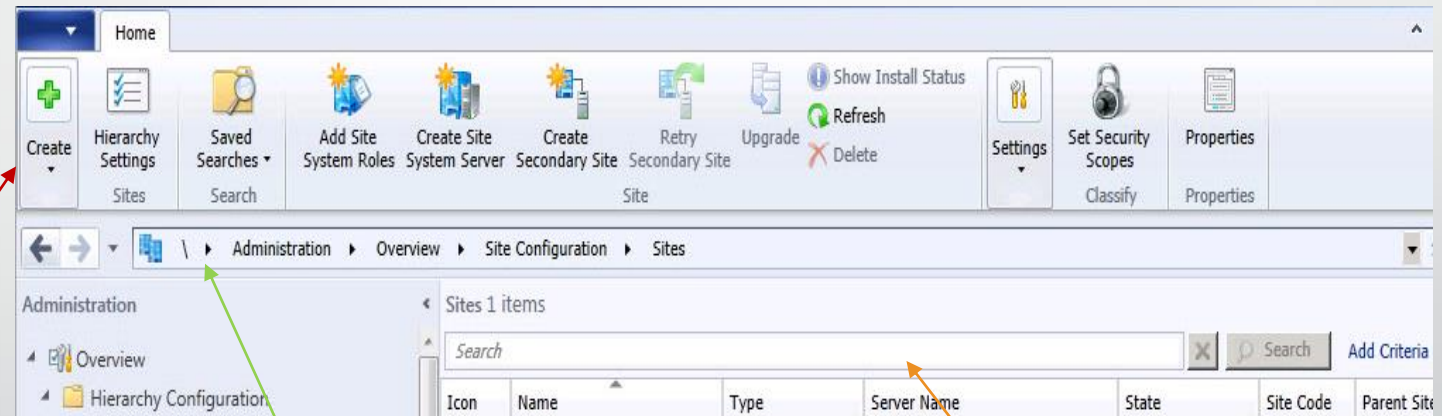 Home
Create
Hierarchy
Settings
Saved
Searches
Add Site
System Roles
Create Site
System Server
Create
Secondary Site
Retry
Secondary Site
Upgrade
Show Install Status
Refresh
Delete
Settings
Set Security
Scopes
Properties
Sites
Search
Site
Classify
Properties
\ Administration Overview Site Configuration Sites
Administration
Sites 1 items
Search
Search
Add Criteria
Overview
Hierarchy Configuration
Icon Name Type Server Name State Site Code Parent Site